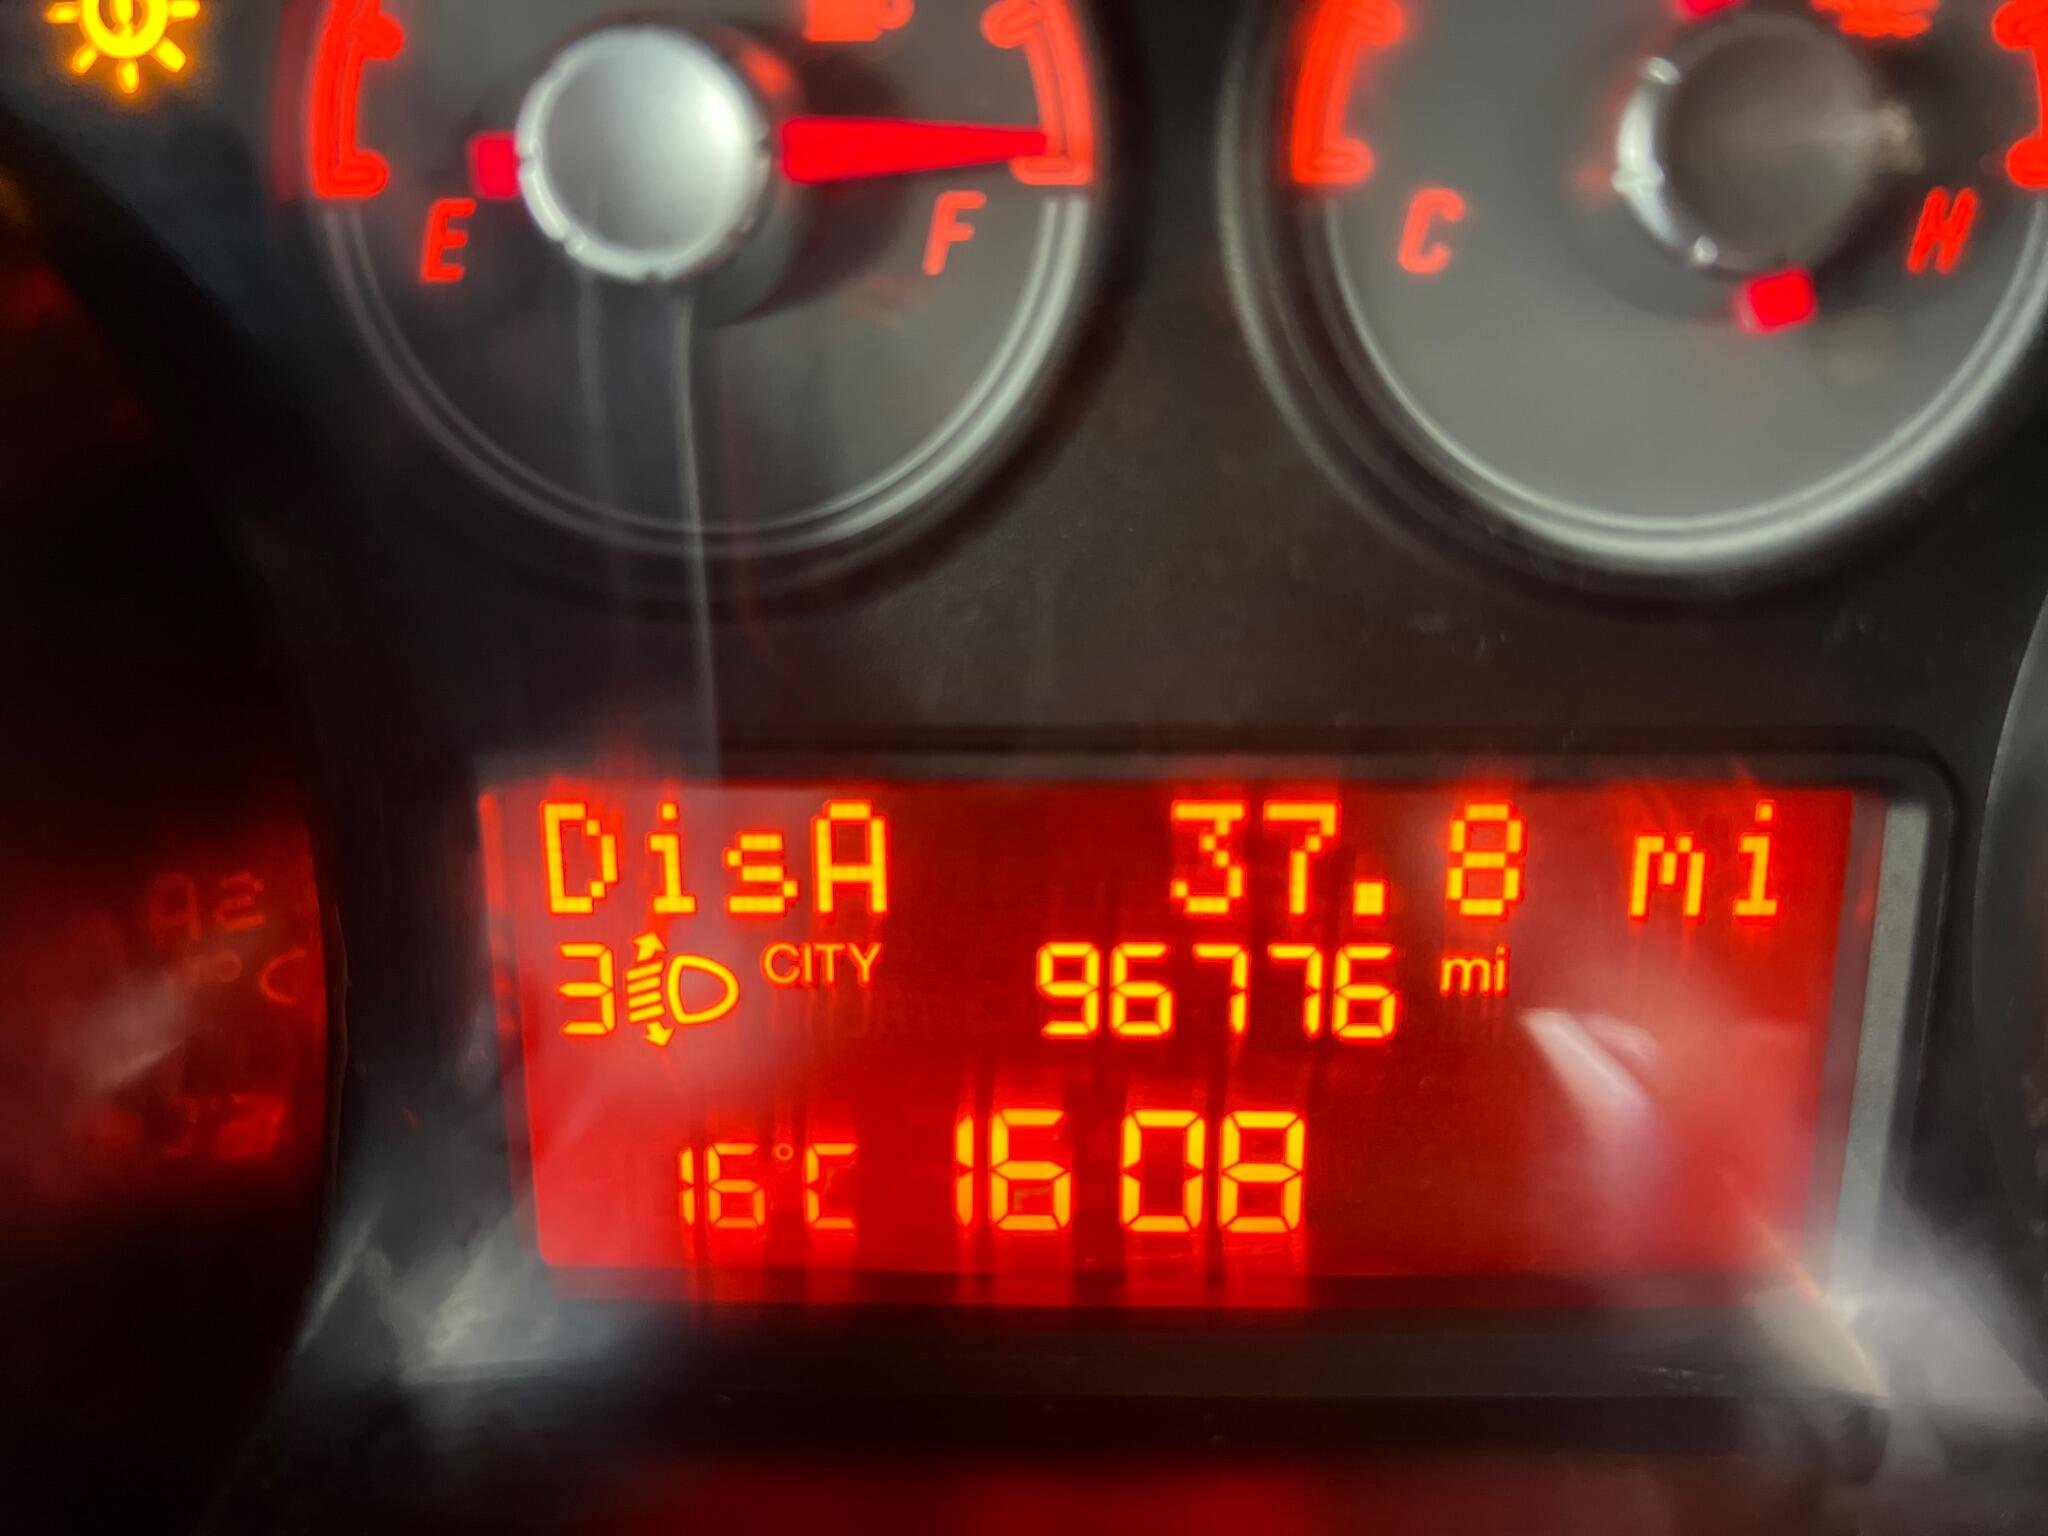 E F
C H
DisA 37.8 mi
3 CITY 96776 mi
16°C 16 08